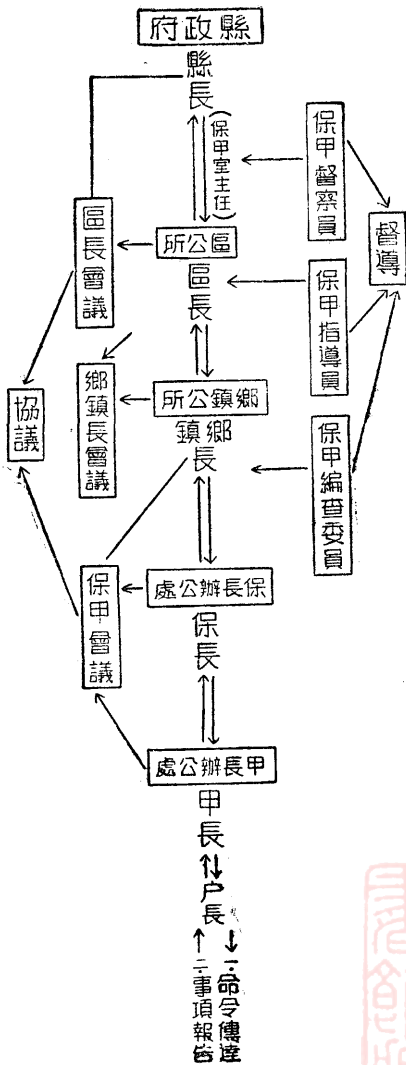 縣政府
縣長
(保甲室主任)
保甲督察員
督導
區公所
區長
區長會議
保甲指導員
鄉鎮公所
鄉鎮長
鄉鎮長會議
協議
保甲編查委員
保長辦公處
保長
保甲會議
甲長辦公處
甲長
户長
一.命令傳達
二.事項報告